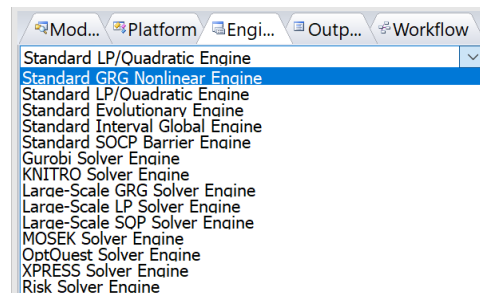 Mod... Platform Engi... Outp... Workflow
Standard LP/Quadratic Engine
Standard GRG Nonlinear Engine
Standard LP/Quadratic Engine
Standard Evolutionary Engine
Standard Interval Global Engine
Standard SOCP Barrier Engine
Gurobi Solver Engine
KNITRO Solver Engine
Large-Scale GRG Solver Engine
Large-Scale LP Solver Engine
Large-Scale SQP Solver Engine
MOSEK Solver Engine
OptQuest Solver Engine
XPRESS Solver Engine
Risk Solver Engine